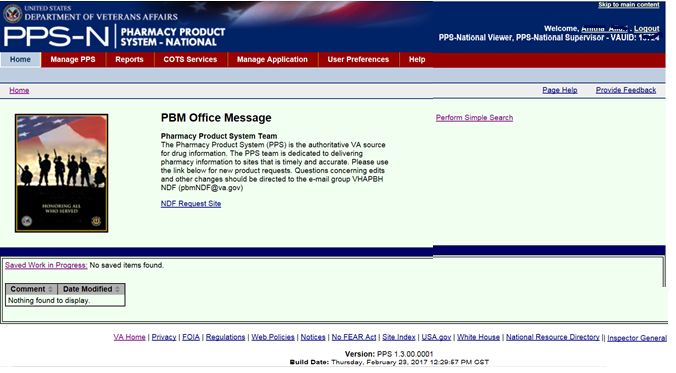 Skip to main content
UNITED STATES
DEPARTMENT OF VETERANS AFFAIRS
PPS-N | PHARMACY PRODUCT
SYSTEM - NATIONAL
Welcome, Logout
PPS-National Viewer, PPS-National Supervisor - VAUID:
Home Manage PPS Reports COTS Services Manage Application User Preferences Help
Home Page Help Provide Feedback
PBM Office Message
Perform Simple Search
Pharmacy Product System Team
The Pharmacy Product System (PPS) is the authoritative VA source
for drug information. The PPS team is dedicated to delivering
pharmacy information to sites that is timely and accurate. Please use
the link below for new product requests. Questions concerning edits
and other changes should be directed to the e-mail group VHAPBH
NDF (pbmNDF@va.gov)
NDF Request Site
HONORING ALL
WHO SERVED
Saved Work in Progress: No saved items found.
Comment Date Modified
Nothing found to display.
VA Home | Privacy | FOIA | Regulations | Web Policies | Notices | No FEAR Act | Site Index | USA.gov | White House | National Resource Directory || Inspector General
Version: PPS 1.3.00.0001
Build Date: Thursday, February 23, 2017 12:29:57 PM CST